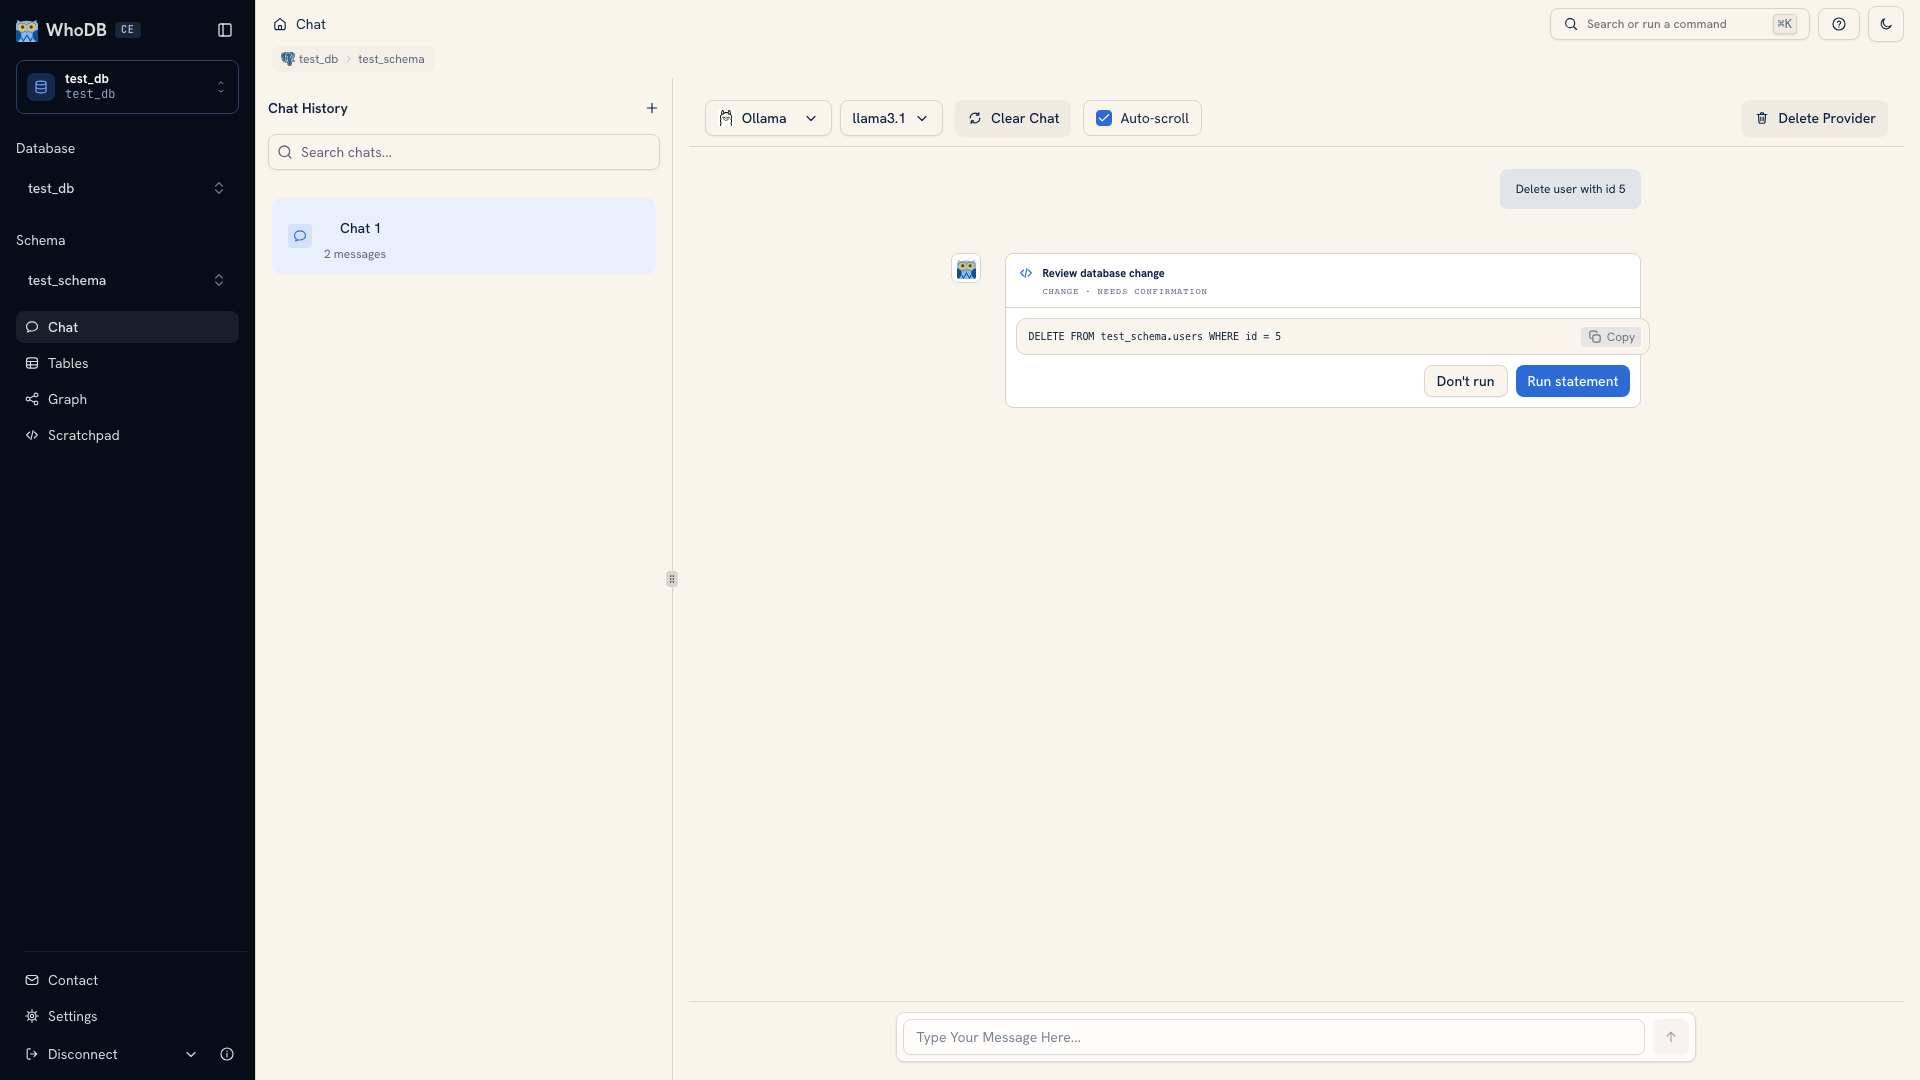 WhoDB CE
test_db
test_db
Database
test_db
Schema
test_schema
Chat
Tables
Graph
Scratchpad
Contact
Settings
Disconnect
Chat
test_db > test_schema
Search or run a command ⌘K
Chat History
Search chats...
Chat 1
2 messages
Ollama
llama3.1
Clear Chat
Auto-scroll
Delete Provider
Delete user with id 5
Review database change
CHANGE · NEEDS CONFIRMATION
DELETE FROM test_schema.users WHERE id = 5
Copy
Don't run
Run statement
Type Your Message Here...